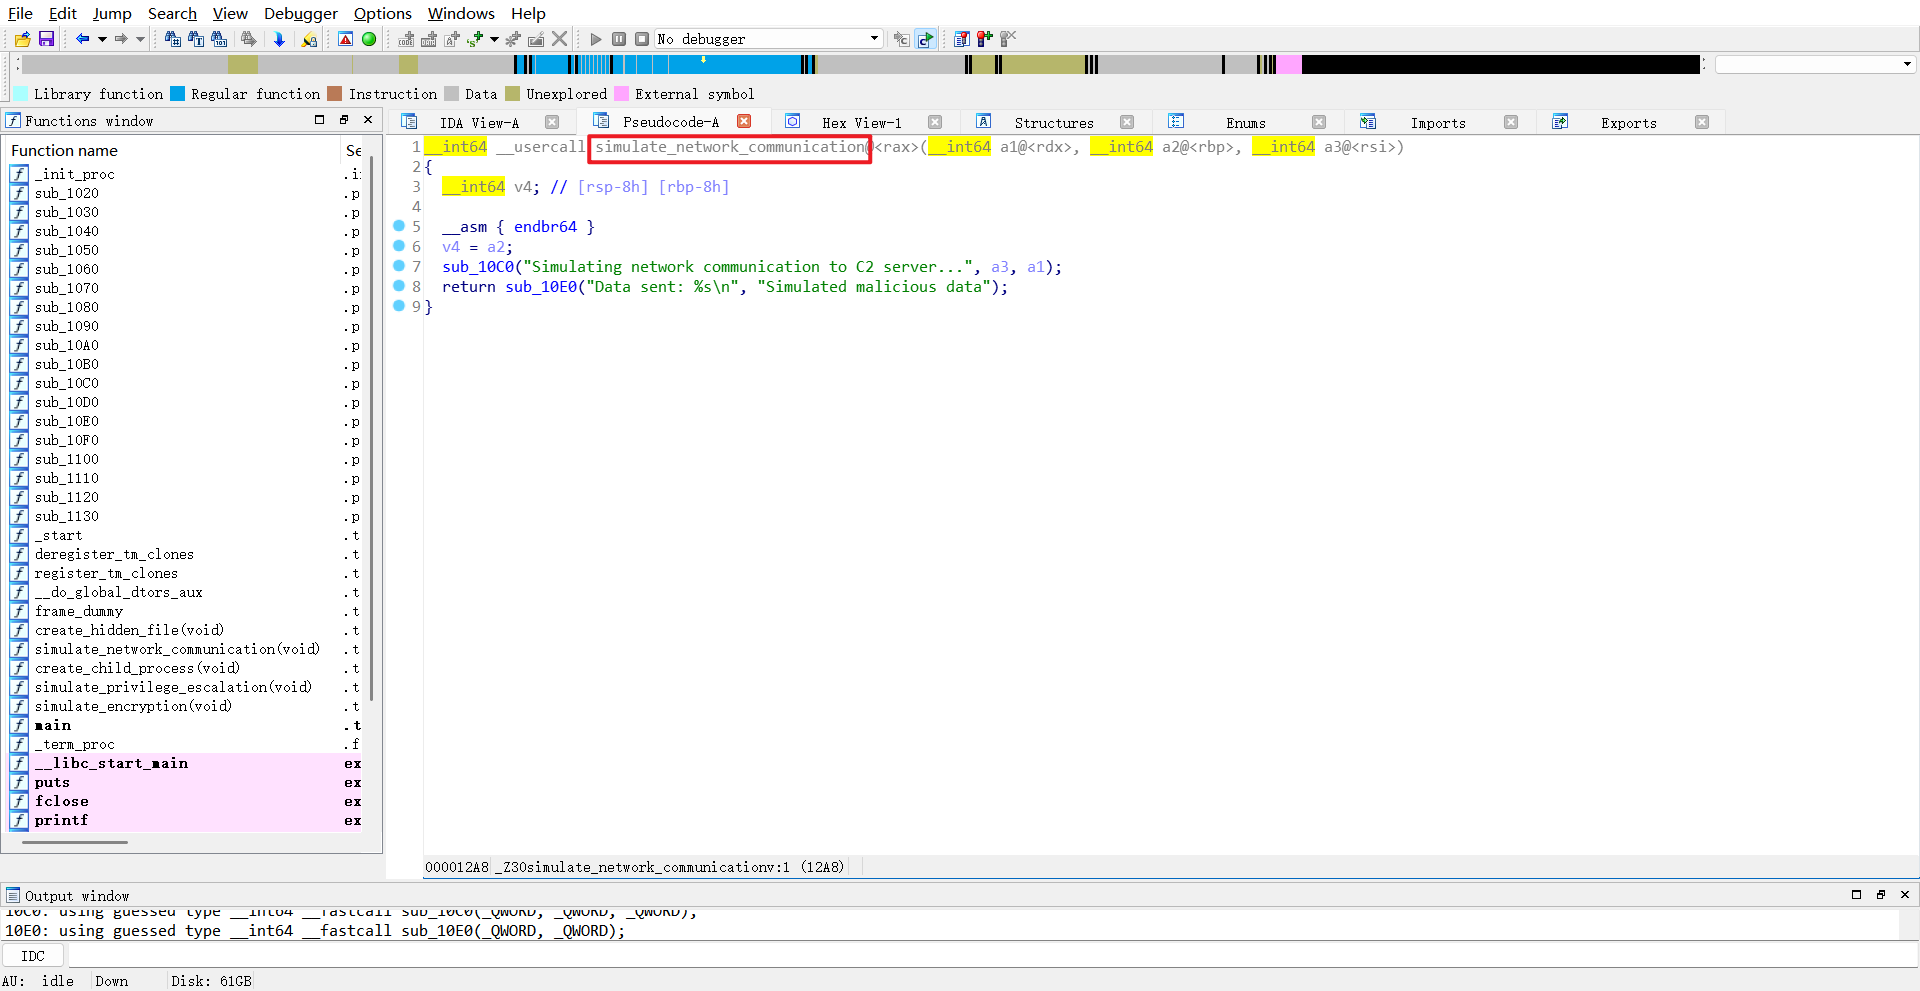 File Edit Jump Search View Debugger Options Windows Help
No debugger
Library function Regular function Instruction Data Unexplored External symbol
Functions window
Function name Se
_init_proc .i
sub_1020 .p
sub_1030 .p
sub_1040 .p
sub_1050 .p
sub_1060 .p
sub_1070 .p
sub_1080 .p
sub_1090 .p
sub_10A0 .p
sub_10B0 .p
sub_10C0 .p
sub_10D0 .p
sub_10E0 .p
sub_10F0 .p
sub_1100 .p
sub_1110 .p
sub_1120 .p
sub_1130 .p
_start .t
deregister_tm_clones .t
register_tm_clones .t
__do_global_dtors_aux .t
frame_dummy .t
create_hidden_file(void) .t
simulate_network_communication(void) .t
create_child_process(void) .t
simulate_privilege_escalation(void) .t
simulate_encryption(void) .t
main .t
_term_proc .f
__libc_start_main ex
puts ex
fclose ex
printf ex
IDA View-A Pseudocode-A Hex View-1 Structures Enums Imports Exports
1 __int64 __usercall simulate_network_communication@<rax>(__int64 a1@<rdx>, __int64 a2@<rbp>, __int64 a3@<rsi>)
2 {
3 __int64 v4; // [rsp-8h] [rbp-8h]
4
5 __asm { endbr64 }
6 v4 = a2;
7 sub_10C0("Simulating network communication to C2 server...", a3, a1);
8 return sub_10E0("Data sent: %s\n", "Simulated malicious data");
9 }
000012A8 _Z30simulate_network_communicationv:1 (12A8)
Output window
10C0: using guessed type __int64 __fastcall sub_10C0(_QWORD, _QWORD, _QWORD);
10E0: using guessed type __int64 __fastcall sub_10E0(_QWORD, _QWORD);
IDC
AU: idle Down Disk: 61GB